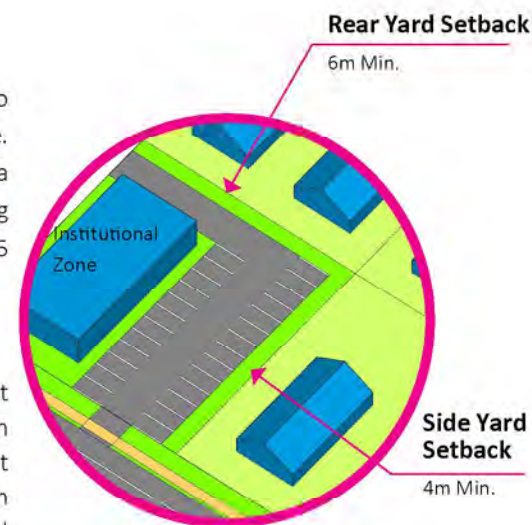 Rear Yard Setback
6m Min.
Institutional
Zone
Side Yard
Setback
4m Min.